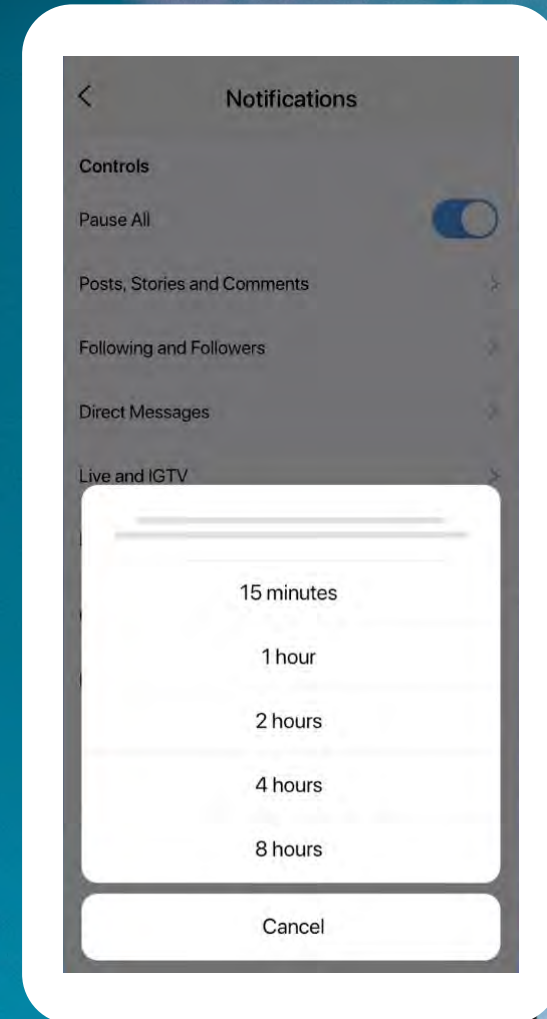 Notifications
Controls
Pause All
Posts, Stories and Comments
Following and Followers
Direct Messages
Live and IGTV
15 minutes
1 hour
2 hours
4 hours
8 hours
Cancel